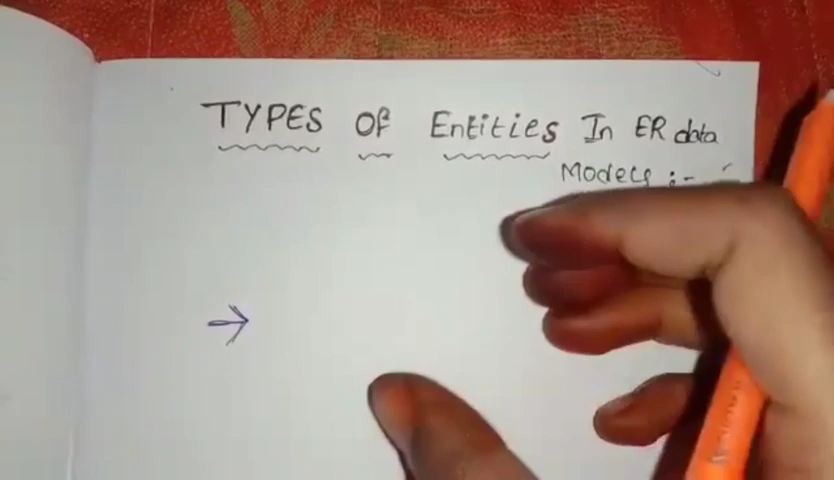 TYPES Of Entities In ER data
Models :-
→